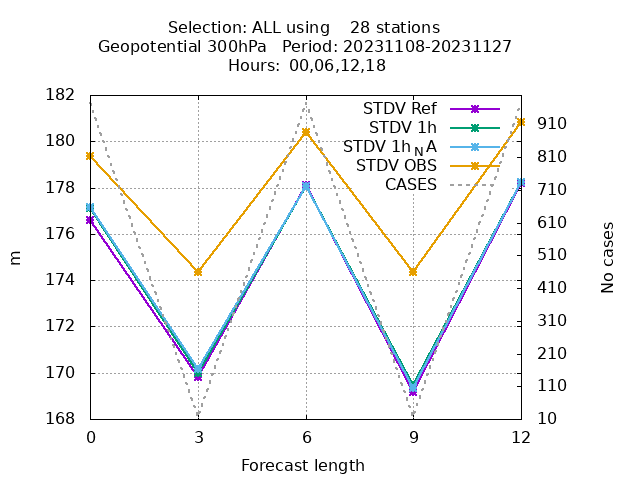 Selection: ALL using    28 stations
Geopotential 300hPa   Period: 20231108-20231127
Hours: 00,06,12,18
STDV Ref
STDV 1h
STDV 1h_NA
STDV OBS
CASES
182
180
178
176
174
172
170
168
m
910
810
710
610
510
410
310
210
110
10
No cases
0 3 6 9 12
Forecast length